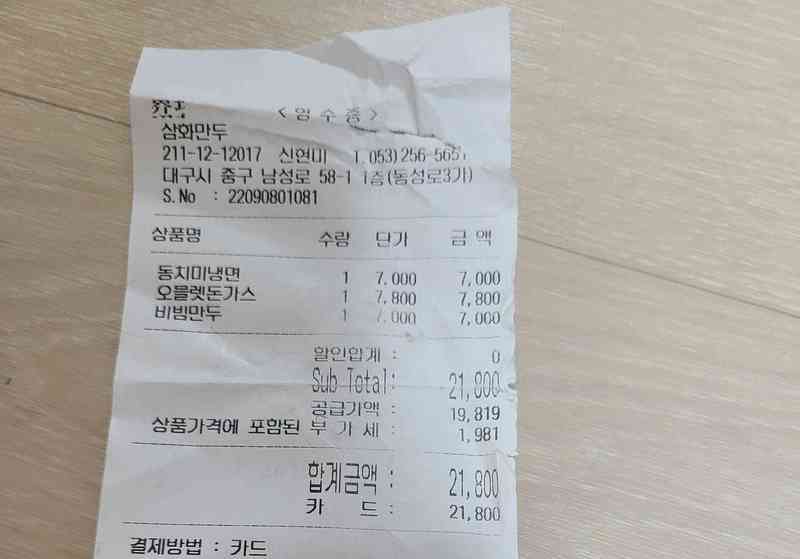 <영수증>
삼화만두
211-12-12017 신현미 T.053)256-5651
대구시 중구 남성로 58-1 1층(동성로3가)
S.No : 22090801081
상품명 수량 단가 금액
동치미냉면 1 7,000 7,000
오믈렛돈가스 1 7,800 7,800
비빔만두 1 7,000 7,000
할인합계 : 0
Sub Total: 21,800
공급가액 : 19,819
상품가격에 포함된 부가세 : 1,981
합계금액 : 21,800
카 드 : 21,800
결제방법 : 카드